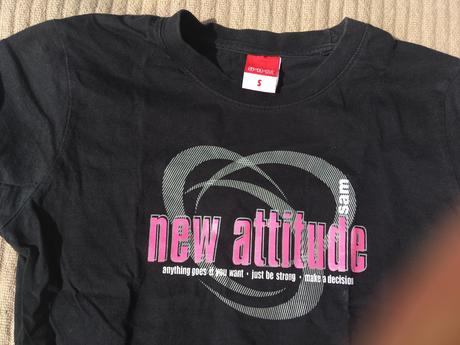 S
sam
new attitude
anything goes if you want • just be strong • make a decision